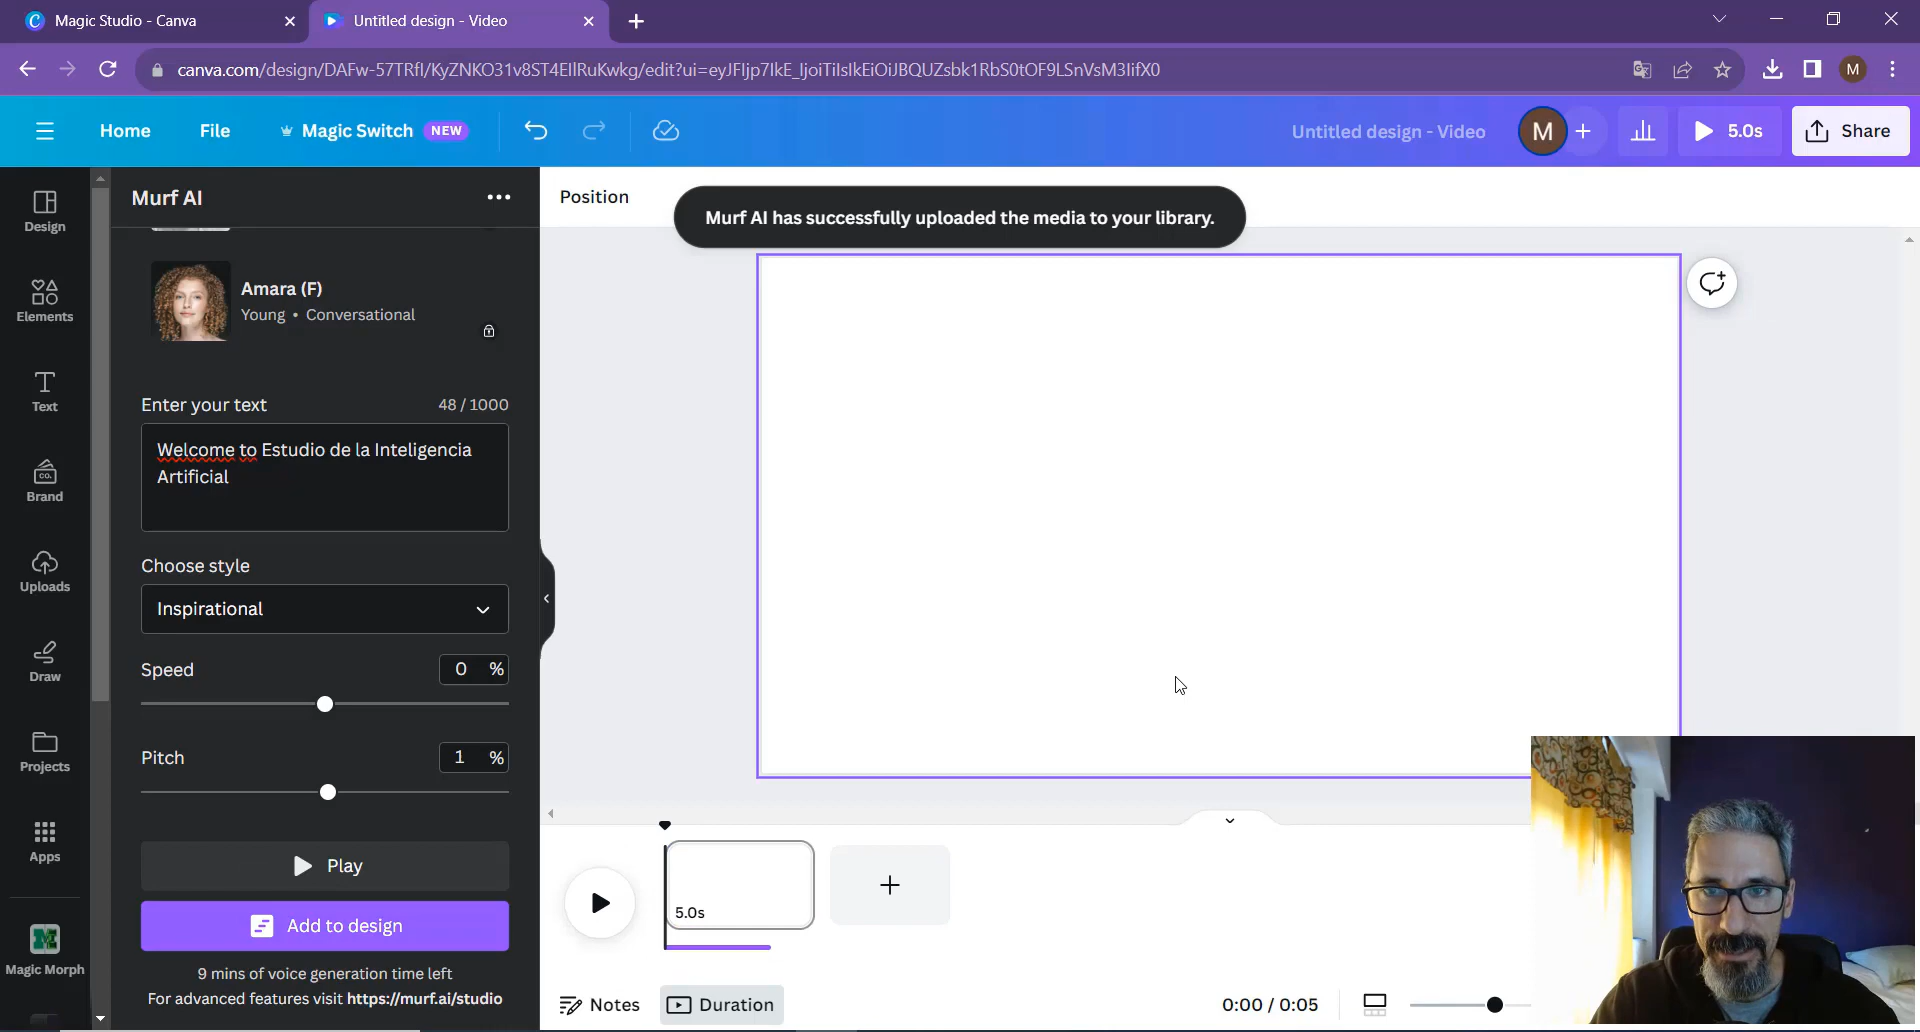 Magic Studio - Canva
Untitled design - Video
canva.com/design/DAFw-57TRfI/KyZNKO31v8ST4EIlRuKwkg/edit?ui=eyJFIjp7IkE_IjoiTiIsIkEiOiJBQUZsbk1RbS0tOF9LSnVsM3IifX0
M
Home
File
Magic Switch NEW
Untitled design - Video
M
5.0s
Share
Design
Elements
Text
Brand
CO.
Uploads
Draw
Projects
Apps
Magic Morph
Murf AI
Position
Murf AI has successfully uploaded the media to your library.
Amara (F)
Young • Conversational
Enter your text
48 / 1000
Welcome to Estudio de la Inteligencia
Artificial
Choose style
Inspirational
Speed
0 %
Pitch
1 %
Play
Add to design
9 mins of voice generation time left
For advanced features visit https://murf.ai/studio
5.0s
Notes
Duration
0:00 / 0:05